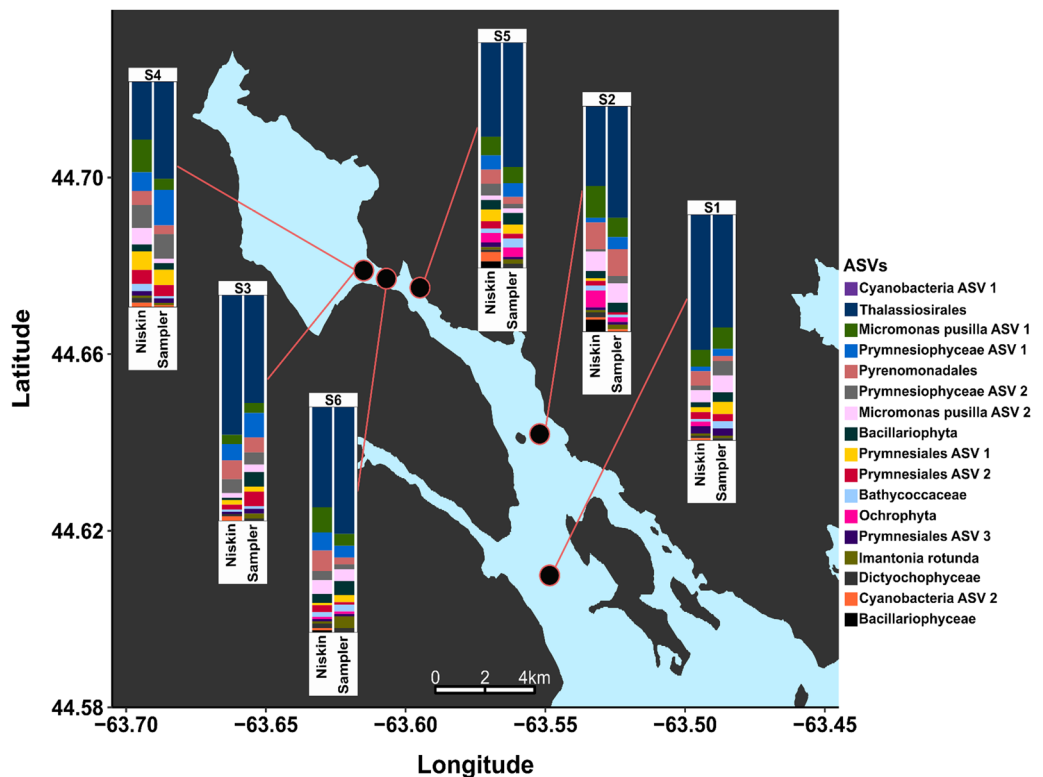 S5
S4
S2
S1
44.70
Niskin
Sampler
Niskin
Sampler
Niskin
Sampler
Niskin
Sampler
S3
44.66
S6
Niskin
Sampler
44.62
Niskin
Sampler
0 2 4km
44.58
−63.70 −63.65 −63.60 −63.55 −63.50 −63.45
Latitude
Longitude
ASVs
Cyanobacteria ASV 1
Thalassiosirales
Micromonas pusilla ASV 1
Prymnesiophyceae ASV 1
Pyrenomonadales
Prymnesiophyceae ASV 2
Micromonas pusilla ASV 2
Bacillariophyta
Prymnesiales ASV 1
Prymnesiales ASV 2
Bathycoccaceae
Ochrophyta
Prymnesiales ASV 3
Imantonia rotunda
Dictyochophyceae
Cyanobacteria ASV 2
Bacillariophyceae